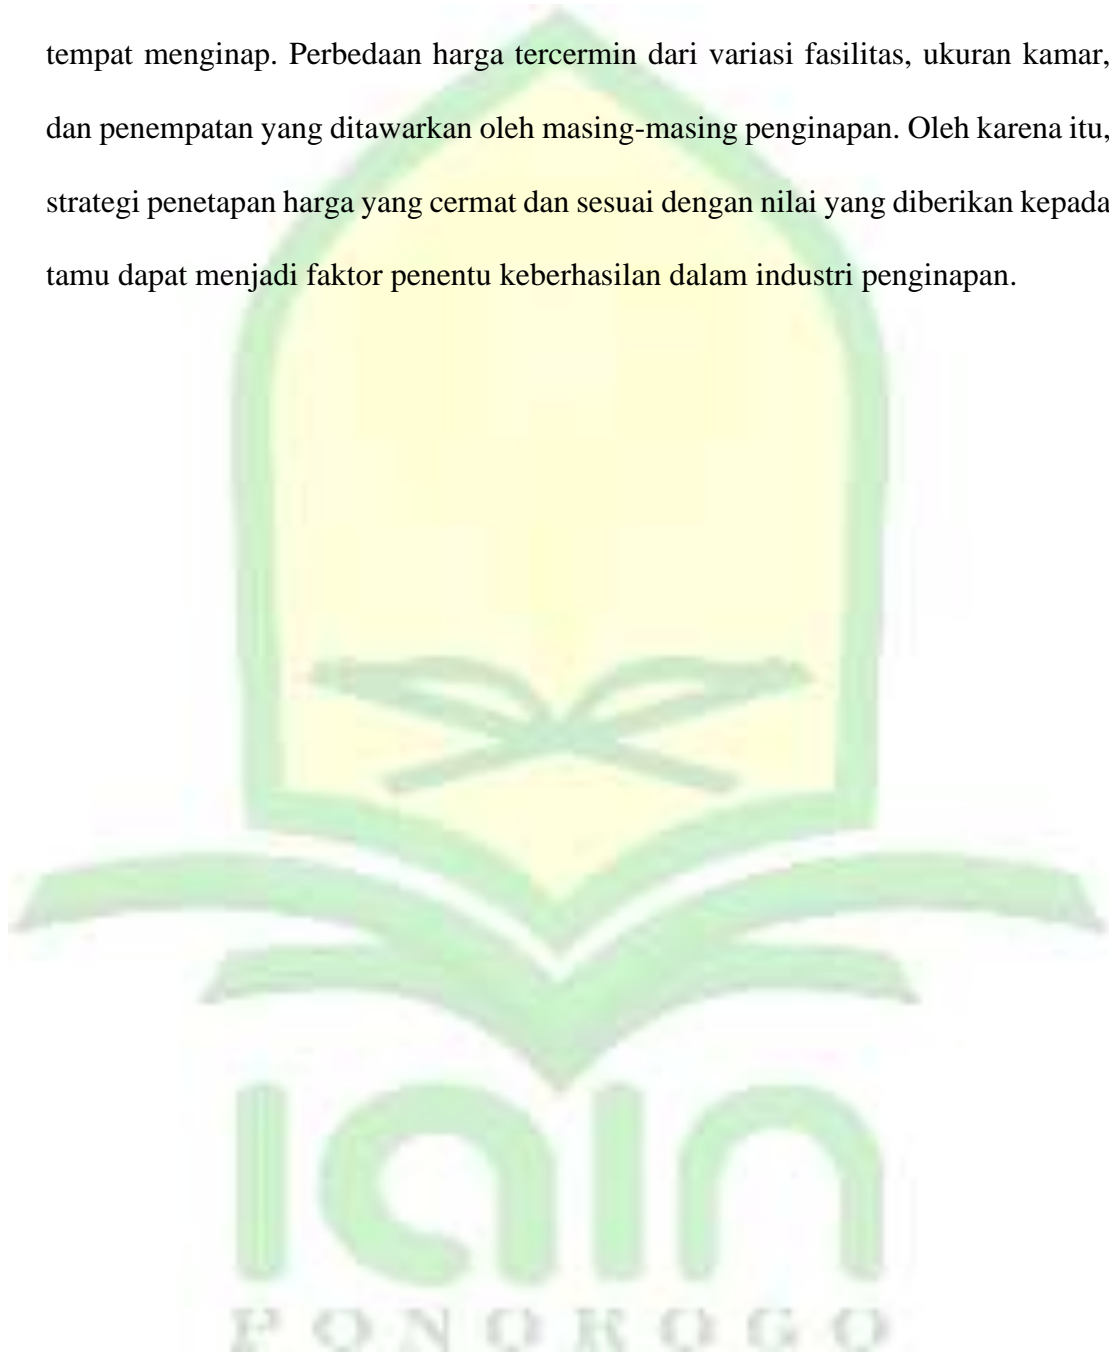 tempat menginap. Perbedaan harga tercermin dari variasi fasilitas, ukuran kamar,
dan penempatan yang ditawarkan oleh masing-masing penginapan. Oleh karena itu,
strategi penetapan harga yang cermat dan sesuai dengan nilai yang diberikan kepada
tamu dapat menjadi faktor penentu keberhasilan dalam industri penginapan.
iain
PONOROGO